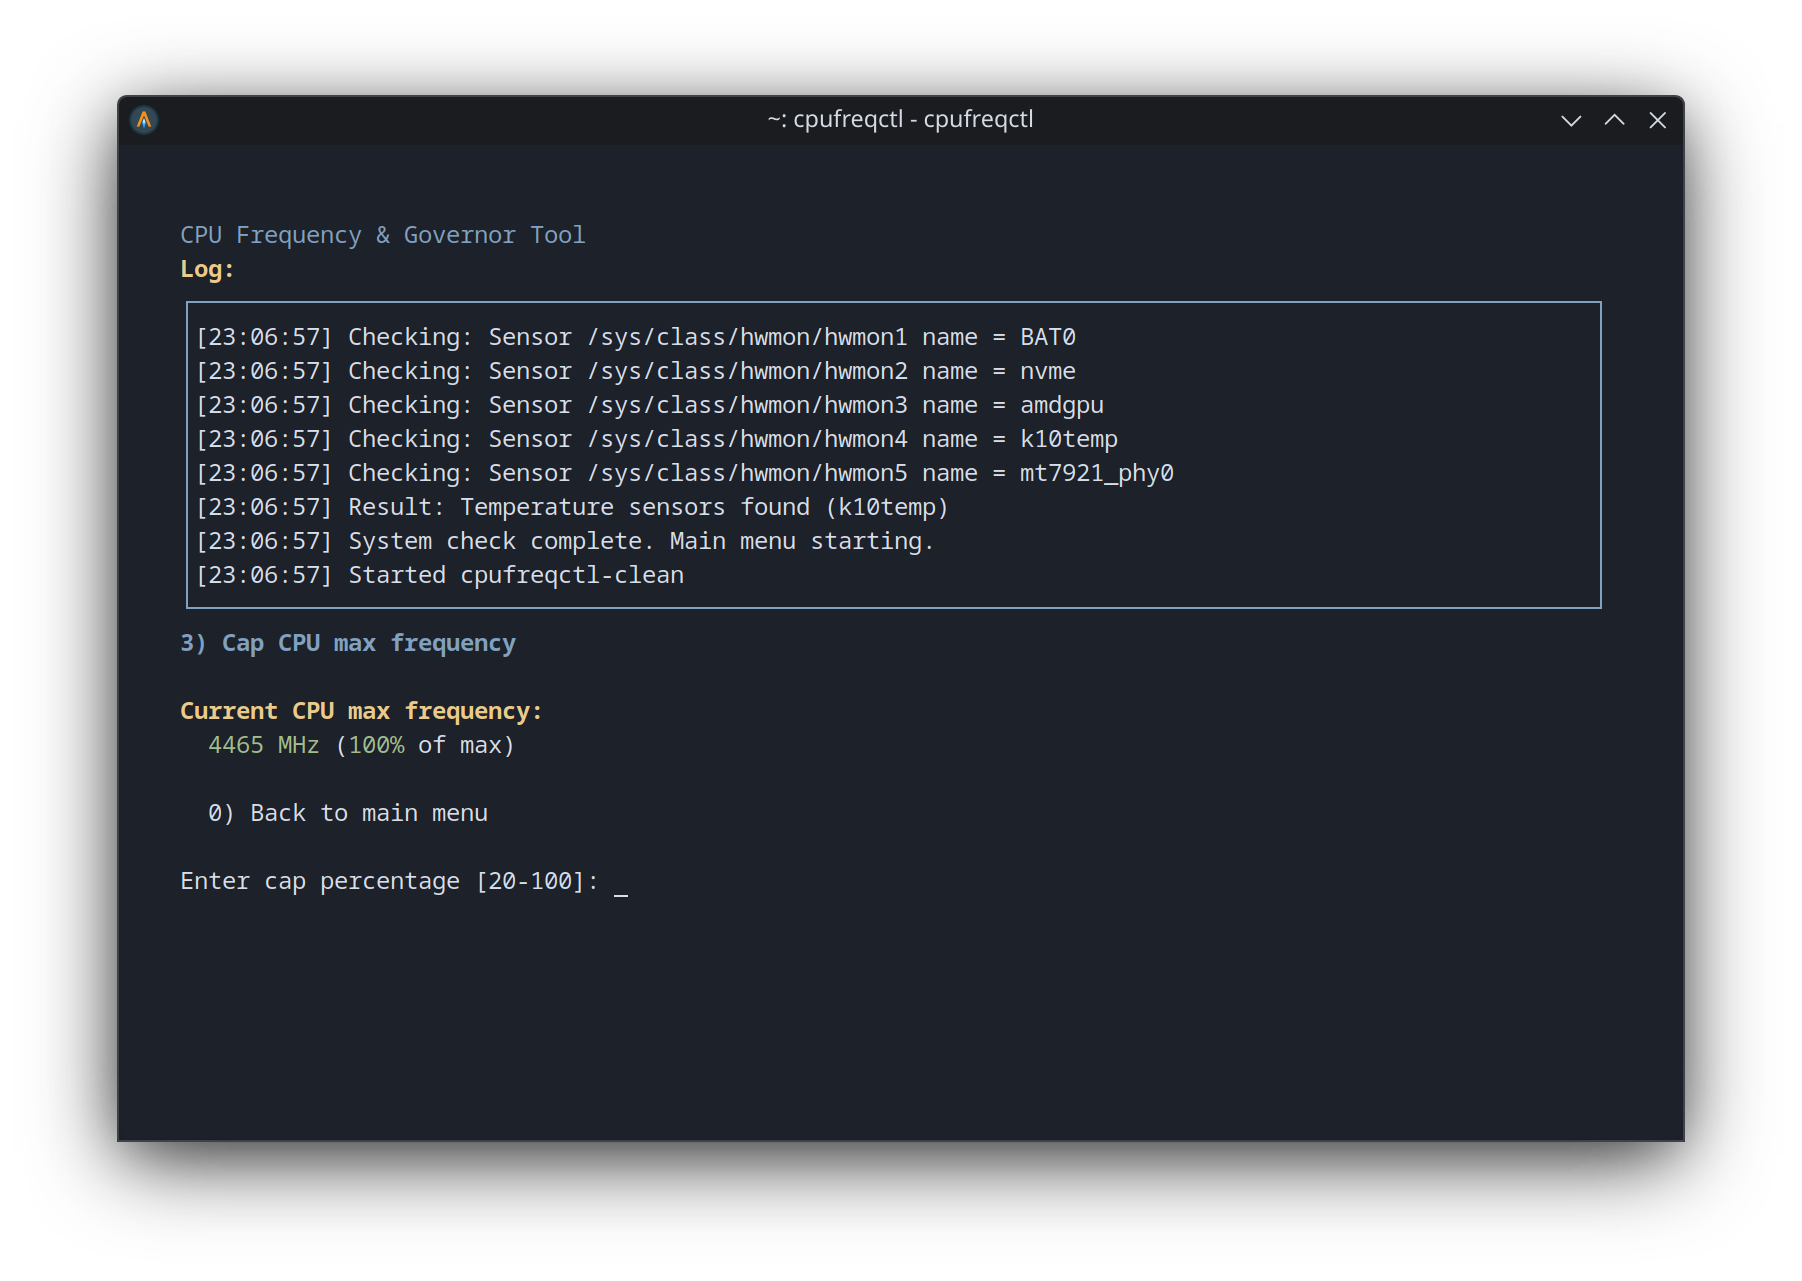 ~: cpufreqctl - cpufreqctl
CPU Frequency & Governor Tool
Log:
[23:06:57] Checking: Sensor /sys/class/hwmon/hwmon1 name = BAT0
[23:06:57] Checking: Sensor /sys/class/hwmon/hwmon2 name = nvme
[23:06:57] Checking: Sensor /sys/class/hwmon/hwmon3 name = amdgpu
[23:06:57] Checking: Sensor /sys/class/hwmon/hwmon4 name = k10temp
[23:06:57] Checking: Sensor /sys/class/hwmon/hwmon5 name = mt7921_phy0
[23:06:57] Result: Temperature sensors found (k10temp)
[23:06:57] System check complete. Main menu starting.
[23:06:57] Started cpufreqctl-clean
3) Cap CPU max frequency
Current CPU max frequency:
4465 MHz (100% of max)
0) Back to main menu
Enter cap percentage [20-100]: _